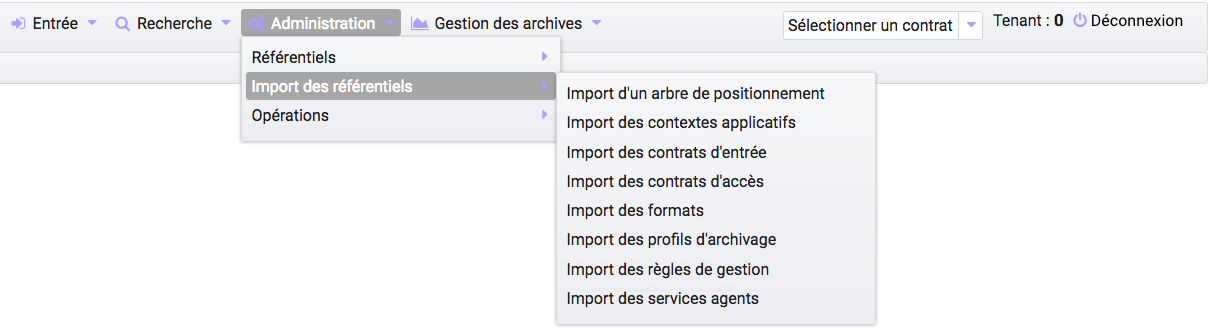 Entrée Recherche Administration Gestion des archives Sélectionner un contrat Tenant : 0 Déconnexion
Référentiels
Import des référentiels
Opérations
Import d'un arbre de positionnement
Import des contextes applicatifs
Import des contrats d'entrée
Import des contrats d'accès
Import des formats
Import des profils d'archivage
Import des règles de gestion
Import des services agents